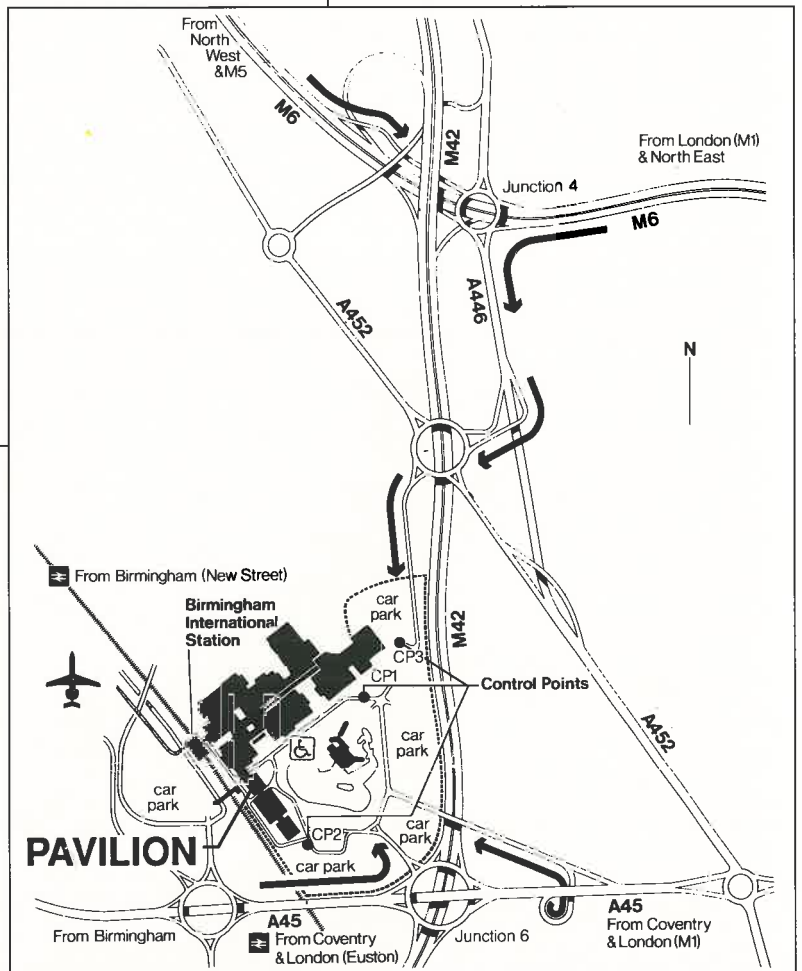 From
North
West
&M5
M6
M42
From London (M1)
& North East
Junction 4
M6
A452
A446
N
From Birmingham (New Street)
Birmingham
International
Station
car
park
CP3
CP1
Control Points
M42
A452
car
park
car
park
car
park
CP2
PAVILION
car park
A45
From Birmingham
From Coventry
& London (Euston)
Junction 6
A45
From Coventry
& London (M1)